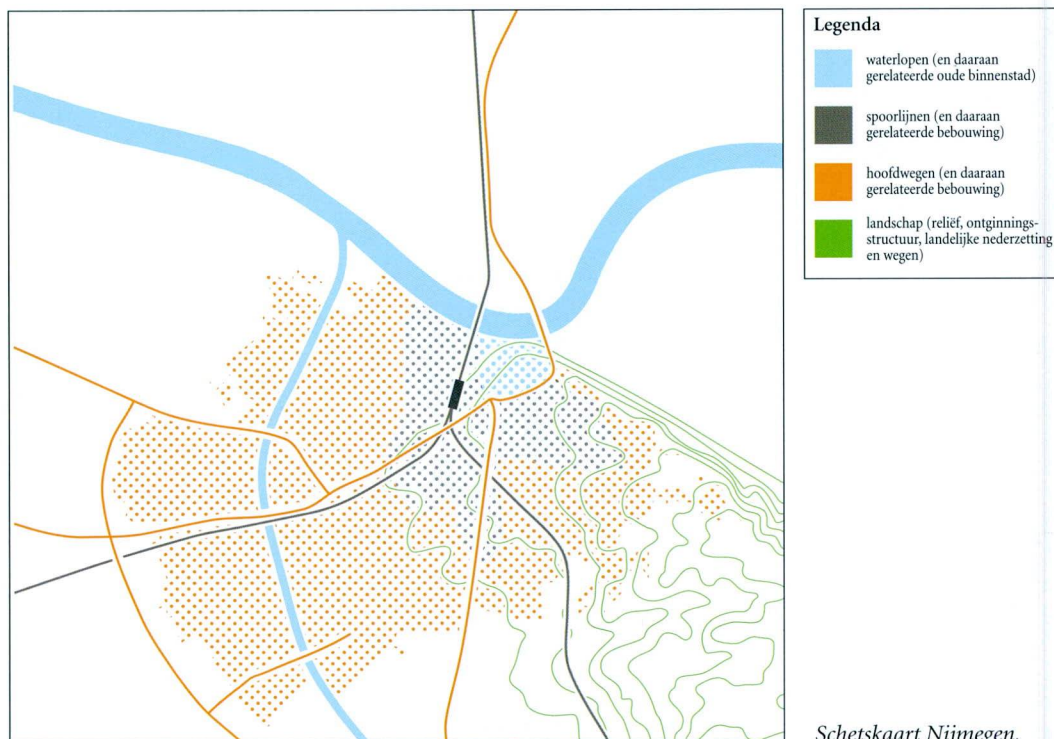 Legenda
waterlopen (en daaraan
gerelateerde oude binnenstad)
spoorlijnen (en daaraan
gerelateerde bebouwing)
hoofdwegen (en daaraan
gerelateerde bebouwing)
landschap (reliëf, ontginnings-
structuur, landelijke nederzetting
en wegen)
Schetskaart Nijmegen.